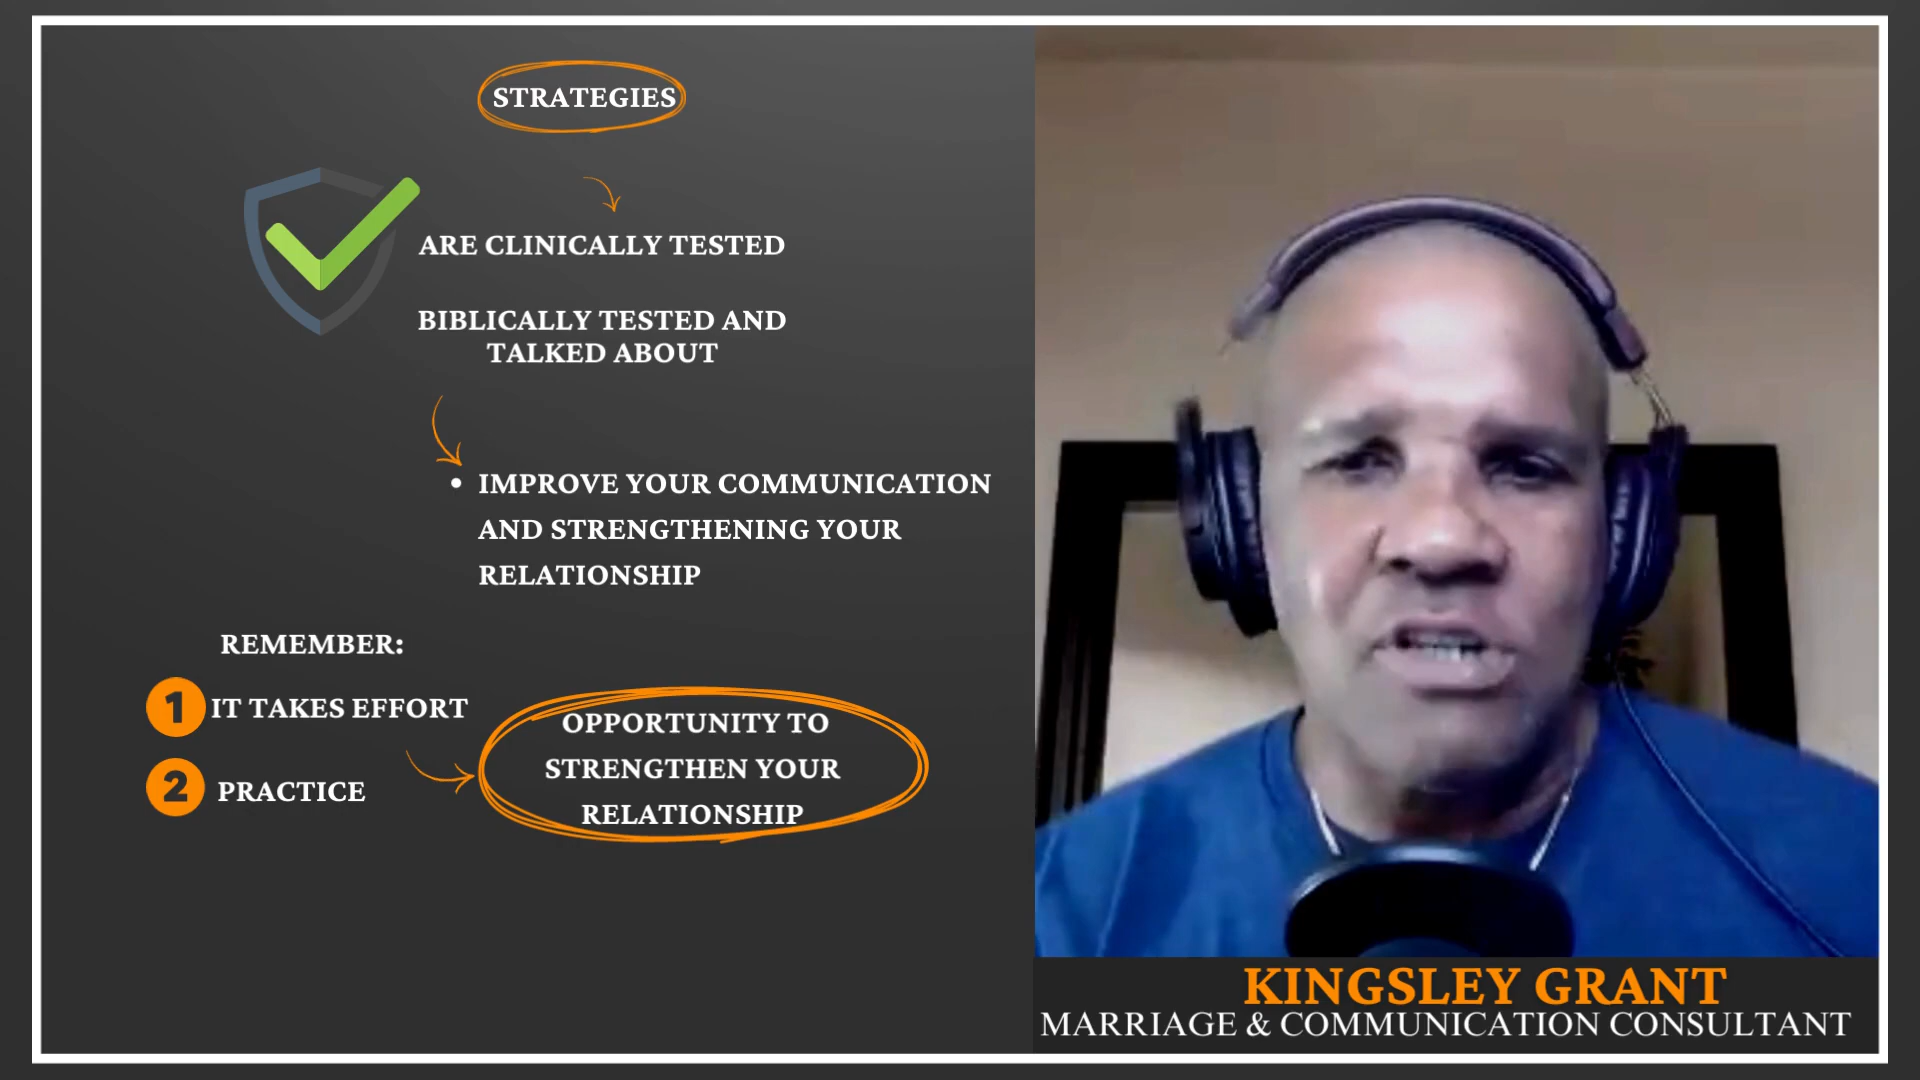 STRATEGIES
ARE CLINICALLY TESTED
BIBLICALLY TESTED AND
TALKED ABOUT
• IMPROVE YOUR COMMUNICATION
AND STRENGTHENING YOUR
RELATIONSHIP
REMEMBER:
1 IT TAKES EFFORT
2 PRACTICE
OPPORTUNITY TO
STRENGTHEN YOUR
RELATIONSHIP
KINGSLEY GRANT
MARRIAGE & COMMUNICATION CONSULTANT